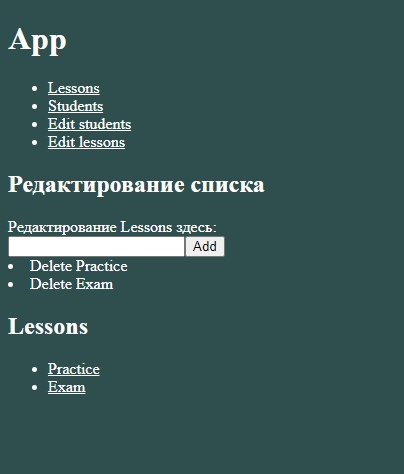 App
Lessons
Students
Edit students
Edit lessons
Редактирование списка
Редактирование Lessons здесь:
Add
Delete Practice
Delete Exam
Lessons
Practice
Exam